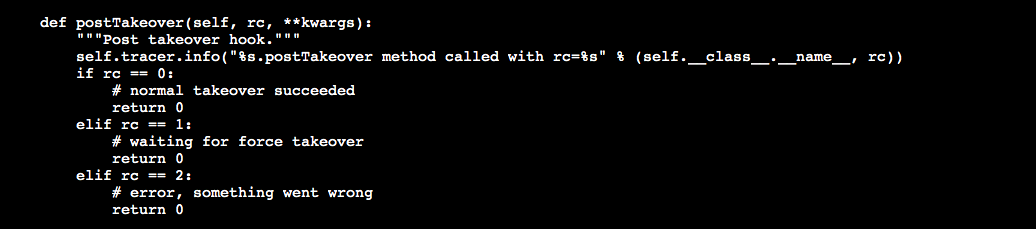 def postTakeover(self, rc, **kwargs):
    """Post takeover hook."""
    self.tracer.info("%s.postTakeover method called with rc=%s" % (self.__class__.__name__, rc))
    if rc == 0:
        # normal takeover succeeded
        return 0
    elif rc == 1:
        # waiting for force takeover
        return 0
    elif rc == 2:
        # error, something went wrong
        return 0